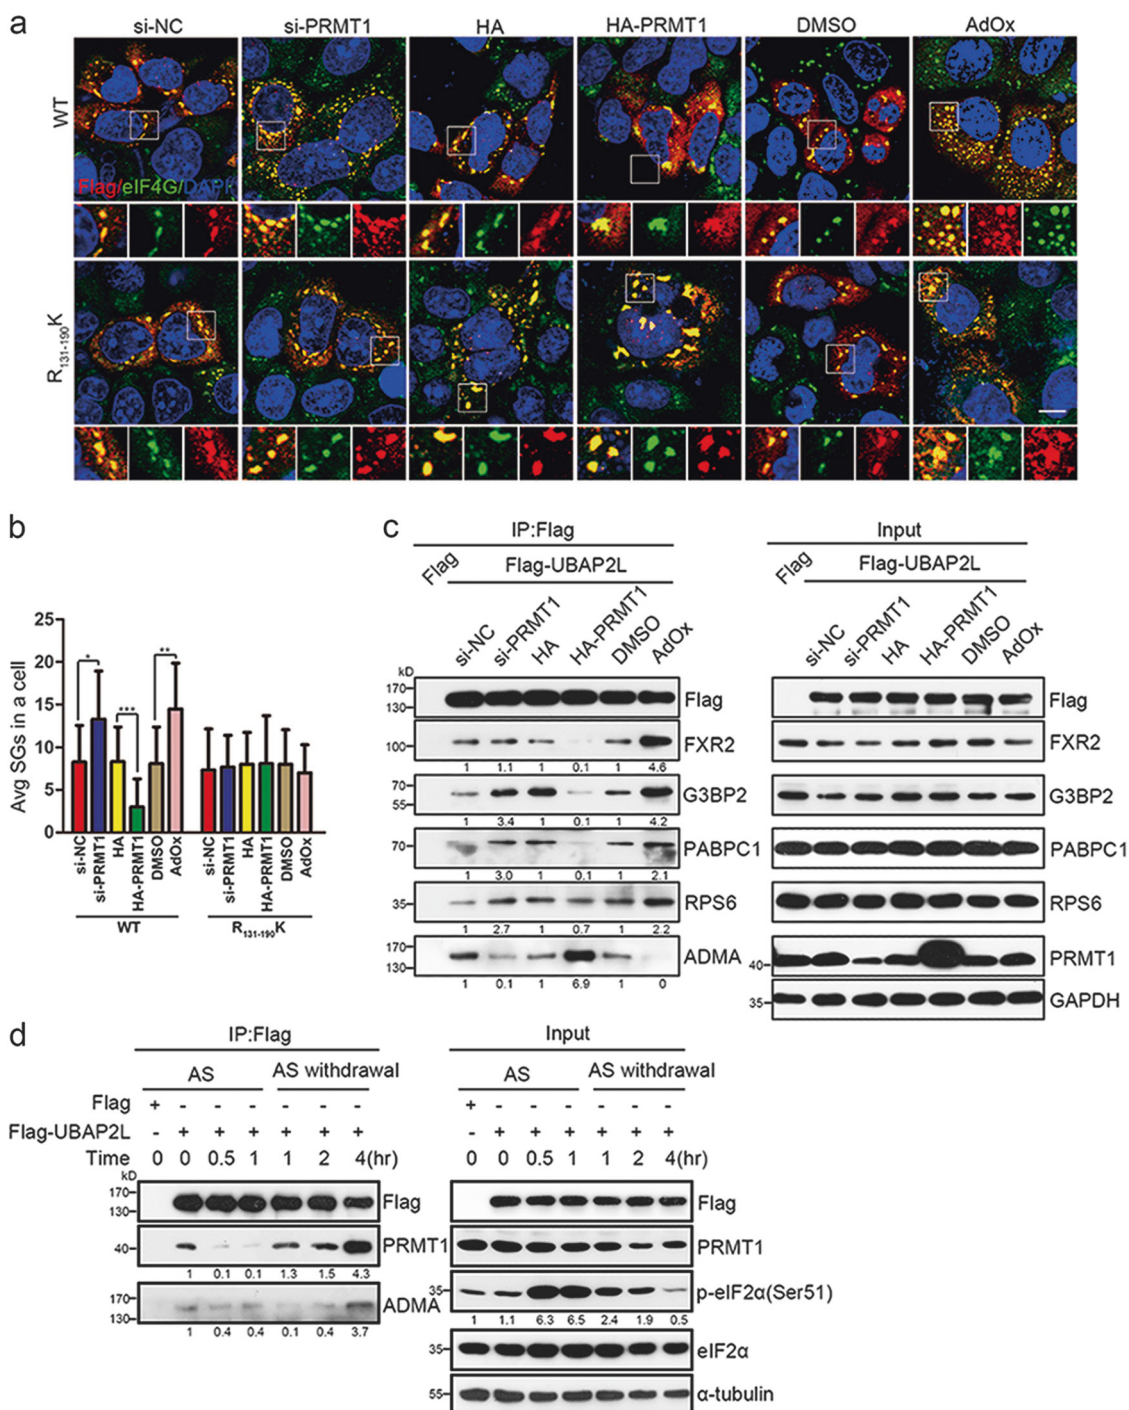 a
si-NC si-PRMT1 HA HA-PRMT1 DMSO AdOx
WT
Flag/eIF4G/DAPI
R131-190K
b
Avg SGs in a cell
25
20
15
10
5
0
* *** **
si-NC si-PRMT1 HA HA-PRMT1 DMSO AdOx si-NC si-PRMT1 HA HA-PRMT1 DMSO AdOx
WT R131-190K
c
IP:Flag Input
Flag Flag-UBAP2L Flag Flag-UBAP2L
si-NC si-PRMT1 HA HA-PRMT1 DMSO AdOx si-NC si-PRMT1 HA HA-PRMT1 DMSO AdOx
kD
170
130 Flag Flag
100 FXR2 FXR2
1 1.1 1 0.1 1 4.6
70
55 G3BP2 G3BP2
1 3.4 1 0.1 1 4.2
70 PABPC1 PABPC1
1 3.0 1 0.1 1 2.1
35 RPS6 RPS6
1 2.7 1 0.7 1 2.2
170
130 ADMA 40 PRMT1
1 0.1 1 6.9 1 0
35 GAPDH
d
IP:Flag Input
AS AS withdrawal AS AS withdrawal
Flag + - - - - - - + - - - - - -
Flag-UBAP2L - + + + + + + - + + + + + +
Time 0 0 0.5 1 1 2 4(hr) 0 0 0.5 1 1 2 4(hr)
kD
170
130 Flag Flag
40 PRMT1 PRMT1
1 0.1 0.1 1.3 1.5 4.3
170
130 ADMA 35 p-eIF2α(Ser51)
1 0.4 0.4 0.1 0.4 3.7 1 1.1 6.3 6.5 2.4 1.9 0.5
35 eIF2α
55 α-tubulin